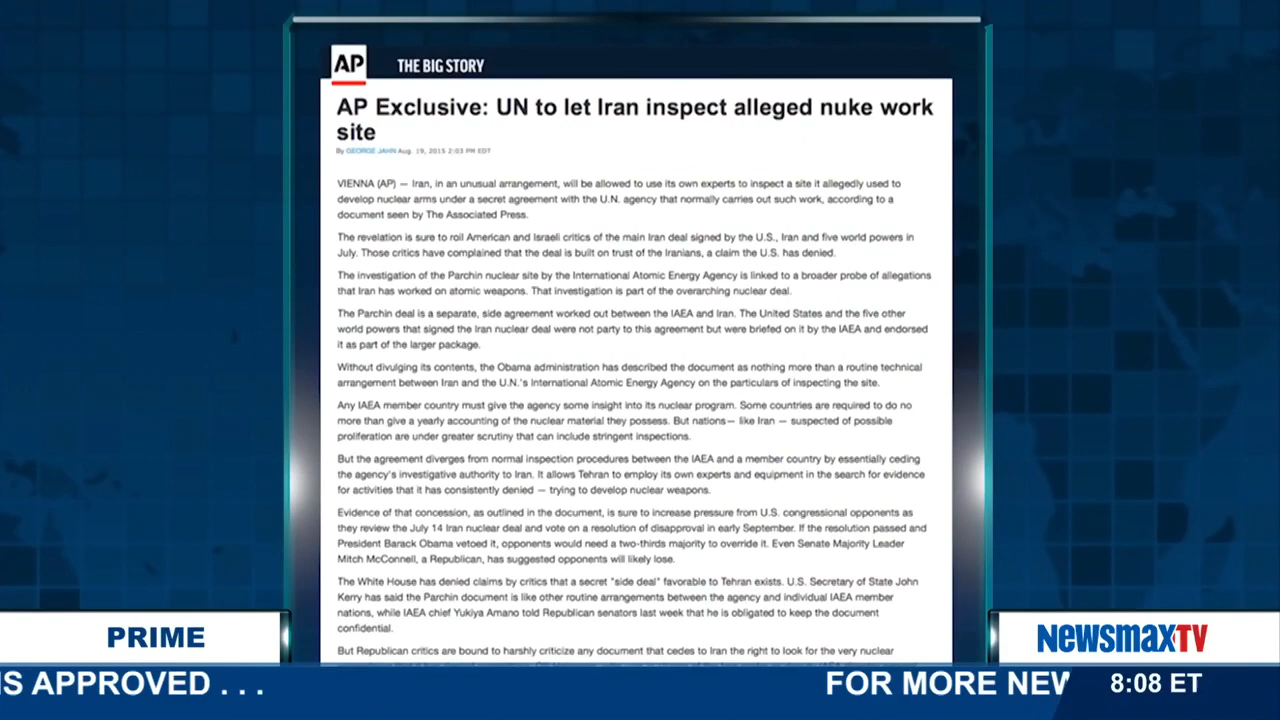 AP
THE BIG STORY
AP Exclusive: UN to let Iran inspect alleged nuke work
site
By GEORGE JAHN Aug. 19, 2015 2:03 PM EDT
VIENNA (AP) — Iran, in an unusual arrangement, will be allowed to use its own experts to inspect a site it allegedly used to
develop nuclear arms under a secret agreement with the U.N. agency that normally carries out such work, according to a
document seen by The Associated Press.
The revelation is sure to roil American and Israeli critics of the main Iran deal signed by the U.S., Iran and five world powers in
July. Those critics have complained that the deal is built on trust of the Iranians, a claim the U.S. has denied.
The investigation of the Parchin nuclear site by the International Atomic Energy Agency is linked to a broader probe of allegations
that Iran has worked on atomic weapons. That investigation is part of the overarching nuclear deal.
The Parchin deal is a separate, side agreement worked out between the IAEA and Iran. The United States and the five other
world powers that signed the Iran nuclear deal were not party to this agreement but were briefed on it by the IAEA and endorsed
it as part of the larger package.
Without divulging its contents, the Obama administration has described the document as nothing more than a routine technical
arrangement between Iran and the U.N.'s International Atomic Energy Agency on the particulars of inspecting the site.
Any IAEA member country must give the agency some insight into its nuclear program. Some countries are required to do no
more than give a yearly accounting of the nuclear material they possess. But nations— like Iran — suspected of possible
proliferation are under greater scrutiny that can include stringent inspections.
But the agreement diverges from normal inspection procedures between the IAEA and a member country by essentially ceding
the agency's investigative authority to Iran. It allows Tehran to employ its own experts and equipment in the search for evidence
for activities that it has consistently denied — trying to develop nuclear weapons.
Evidence of that concession, as outlined in the document, is sure to increase pressure from U.S. congressional opponents as
they review the July 14 Iran nuclear deal and vote on a resolution of disapproval in early September. If the resolution passed and
President Barack Obama vetoed it, opponents would need a two-thirds majority to override it. Even Senate Majority Leader
Mitch McConnell, a Republican, has suggested opponents will likely lose.
The White House has denied claims by critics that a secret "side deal" favorable to Tehran exists. U.S. Secretary of State John
Kerry has said the Parchin document is like other routine arrangements between the agency and individual IAEA member
nations, while IAEA chief Yukiya Amano told Republican senators last week that he is obligated to keep the document
confidential.
But Republican critics are bound to harshly criticize any document that cedes to Iran the right to look for the very nuclear
PRIME
NEWSMAXTV
IS APPROVED . . .
FOR MORE NEW
8:08 ET